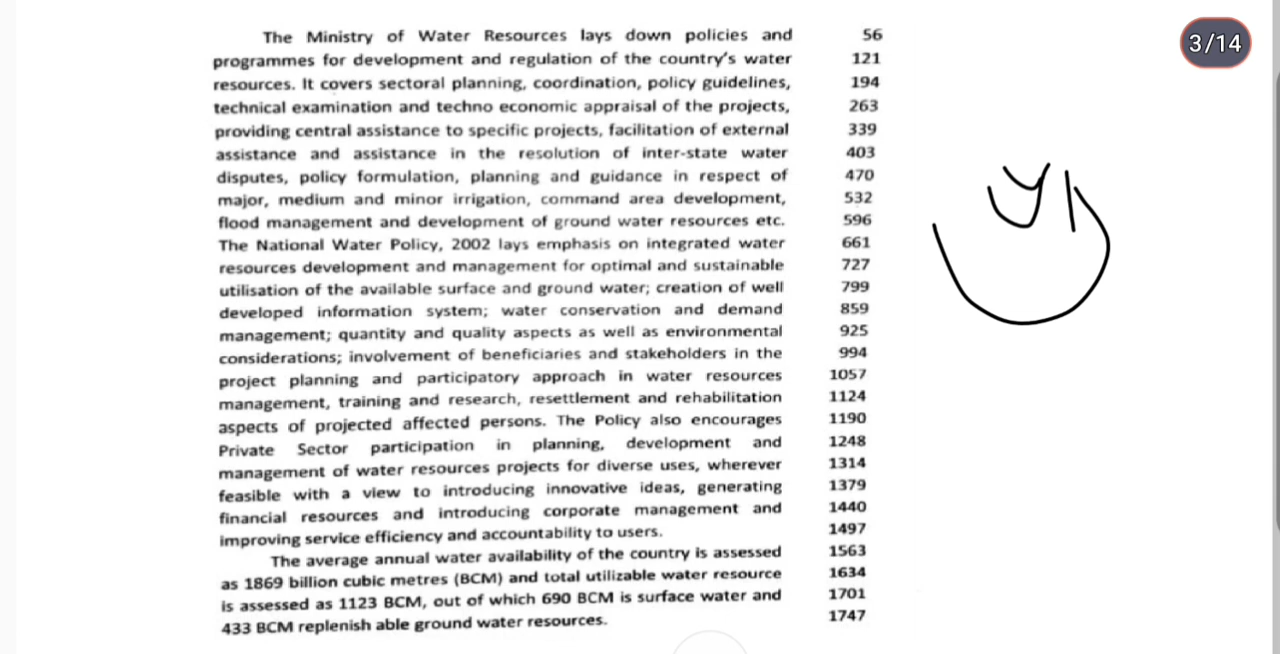 The Ministry of Water Resources lays down policies and 56
programmes for development and regulation of the country's water 121
resources. It covers sectoral planning, coordination, policy guidelines, 194
technical examination and techno economic appraisal of the projects, 263
providing central assistance to specific projects, facilitation of external 339
assistance and assistance in the resolution of inter-state water 403
disputes, policy formulation, planning and guidance in respect of 470
major, medium and minor irrigation, command area development, 532
flood management and development of ground water resources etc. 596
The National Water Policy, 2002 lays emphasis on integrated water 661
resources development and management for optimal and sustainable 727
utilisation of the available surface and ground water; creation of well 799
developed information system; water conservation and demand 859
management; quantity and quality aspects as well as environmental 925
considerations; involvement of beneficiaries and stakeholders in the 994
project planning and participatory approach in water resources 1057
management, training and research, resettlement and rehabilitation 1124
aspects of projected affected persons. The Policy also encourages 1190
Private Sector participation in planning, development and 1248
management of water resources projects for diverse uses, wherever 1314
feasible with a view to introducing innovative ideas, generating 1379
financial resources and introducing corporate management and 1440
improving service efficiency and accountability to users. 1497
The average annual water availability of the country is assessed 1563
as 1869 billion cubic metres (BCM) and total utilizable water resource 1634
is assessed as 1123 BCM, out of which 690 BCM is surface water and 1701
433 BCM replenish able ground water resources. 1747
3/14